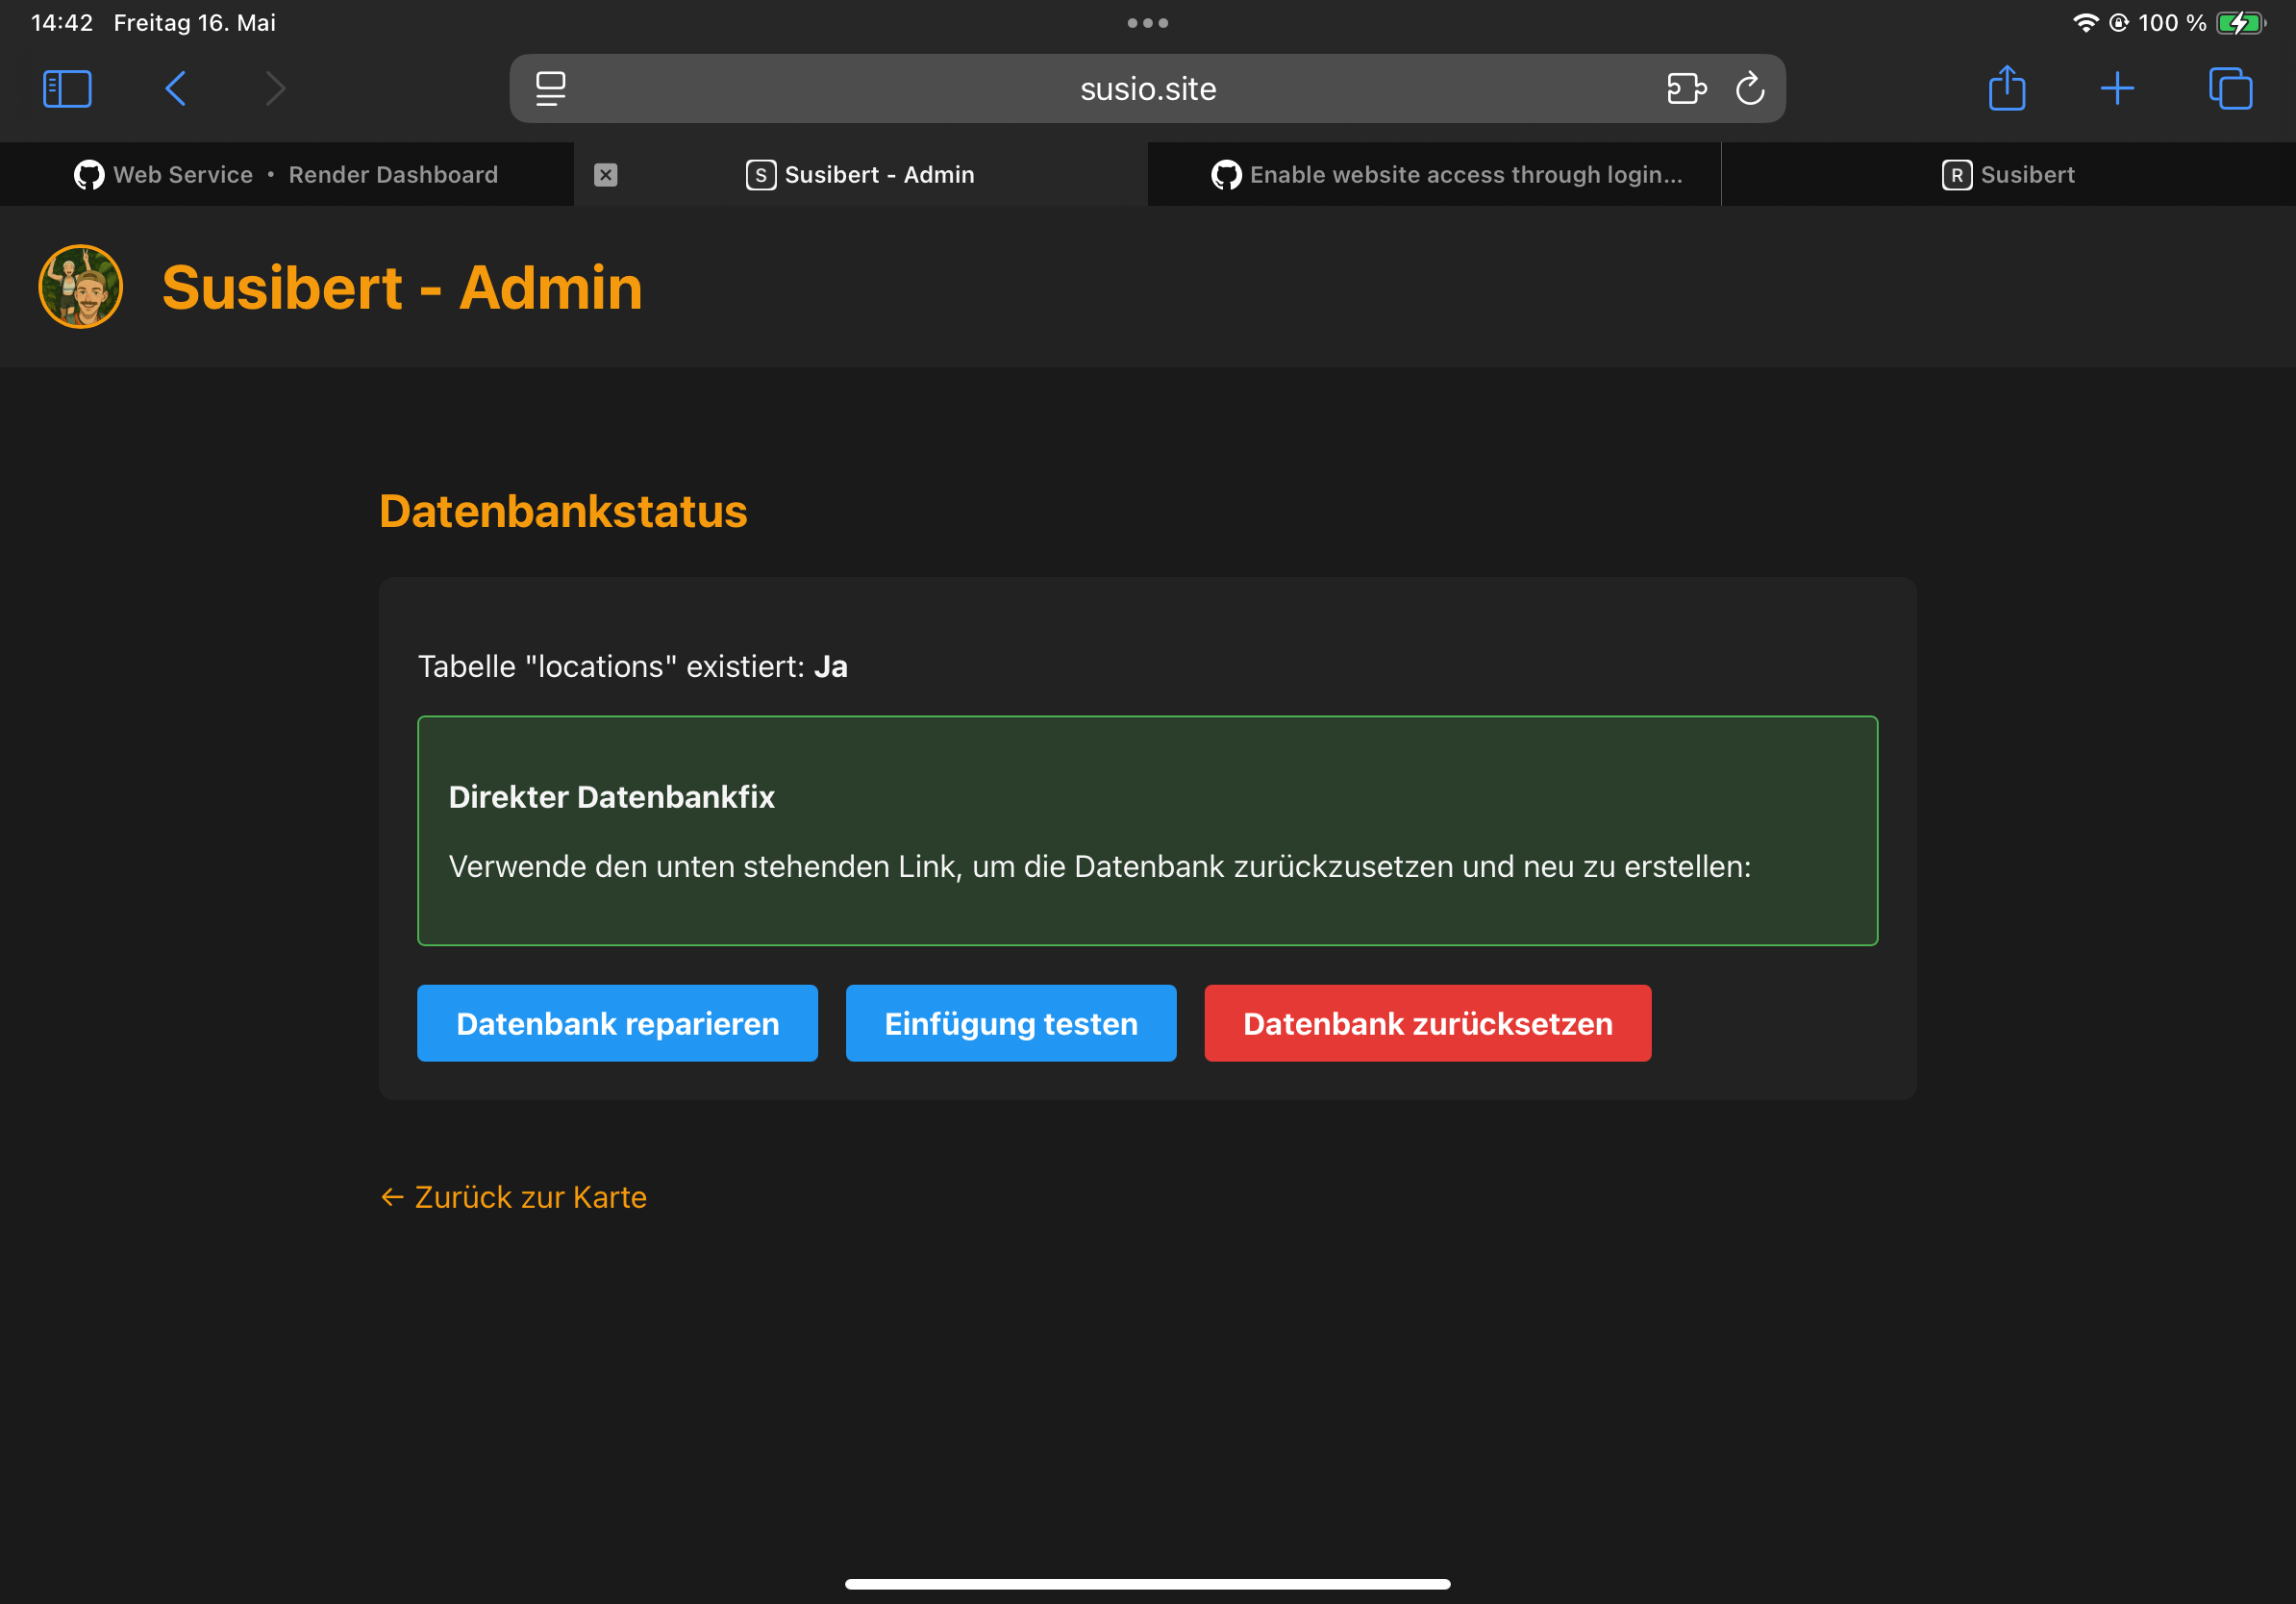 14:42 Freitag 16. Mai
100 %
susio.site
Web Service • Render Dashboard
S Susibert - Admin
Enable website access through login...
R Susibert
Susibert - Admin
Datenbankstatus
Tabelle "locations" existiert: Ja
Direkter Datenbankfix
Verwende den unten stehenden Link, um die Datenbank zurückzusetzen und neu zu erstellen:
Datenbank reparieren
Einfügung testen
Datenbank zurücksetzen
← Zurück zur Karte